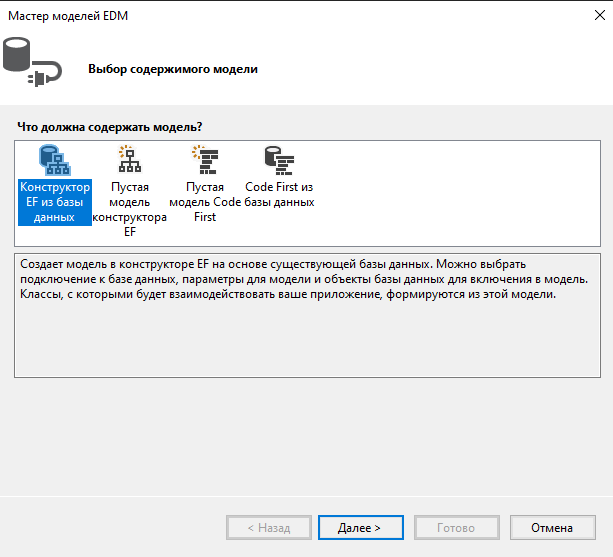 Мастер моделей EDM
Выбор содержимого модели
Что должна содержать модель?
Конструктор
EF из базы
данных
Пустая
модель
конструктора
EF
Пустая
модель Code
First
Code First из
базы данных
Создает модель в конструкторе EF на основе существующей базы данных. Можно выбрать
подключение к базе данных, параметры для модели и объекты базы данных для включения в модель.
Классы, с которыми будет взаимодействовать ваше приложение, формируются из этой модели.
< Назад
Далее >
Готово
Отмена